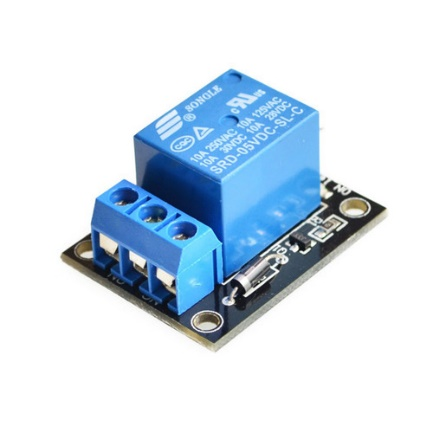 SONGLE
10A 250VAC 10A 125VAC
10A 30VDC 10A 28VDC
SRD-05VDC-SL-C